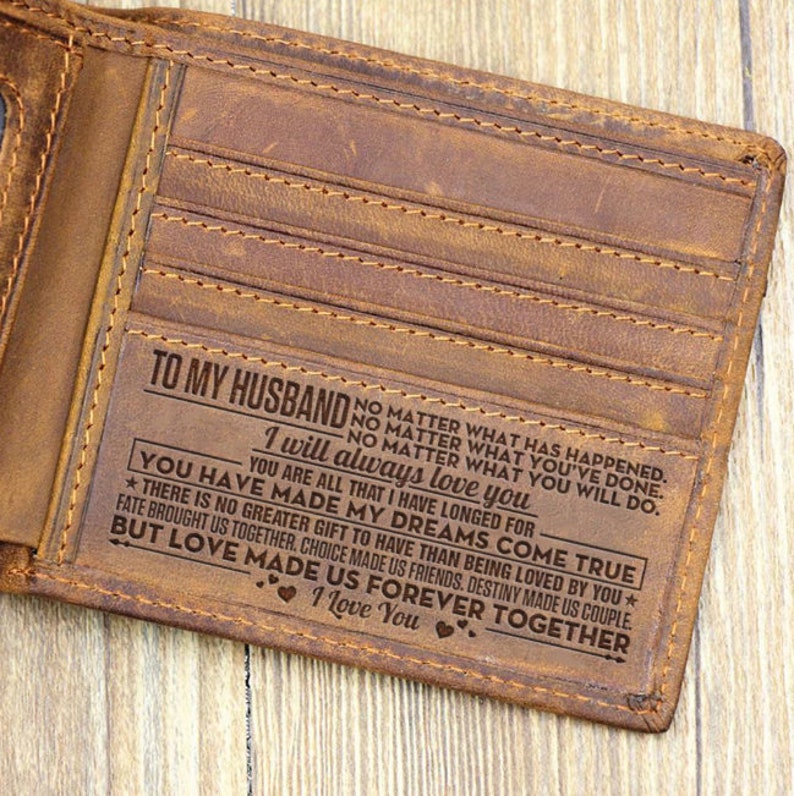 TO MY HUSBAND
NO MATTER WHAT HAS HAPPENED.
NO MATTER WHAT YOU'VE DONE.
NO MATTER WHAT YOU WILL DO.
I will always love you
YOU ARE ALL THAT I HAVE LONGED FOR
YOU HAVE MADE MY DREAMS COME TRUE
★ THERE IS NO GREATER GIFT TO HAVE THAN BEING LOVED BY YOU ★
FATE BROUGHT US TOGETHER. CHOICE MADE US FRIENDS. DESTINY MADE US COUPLE.
BUT LOVE MADE US FOREVER TOGETHER
I Love You